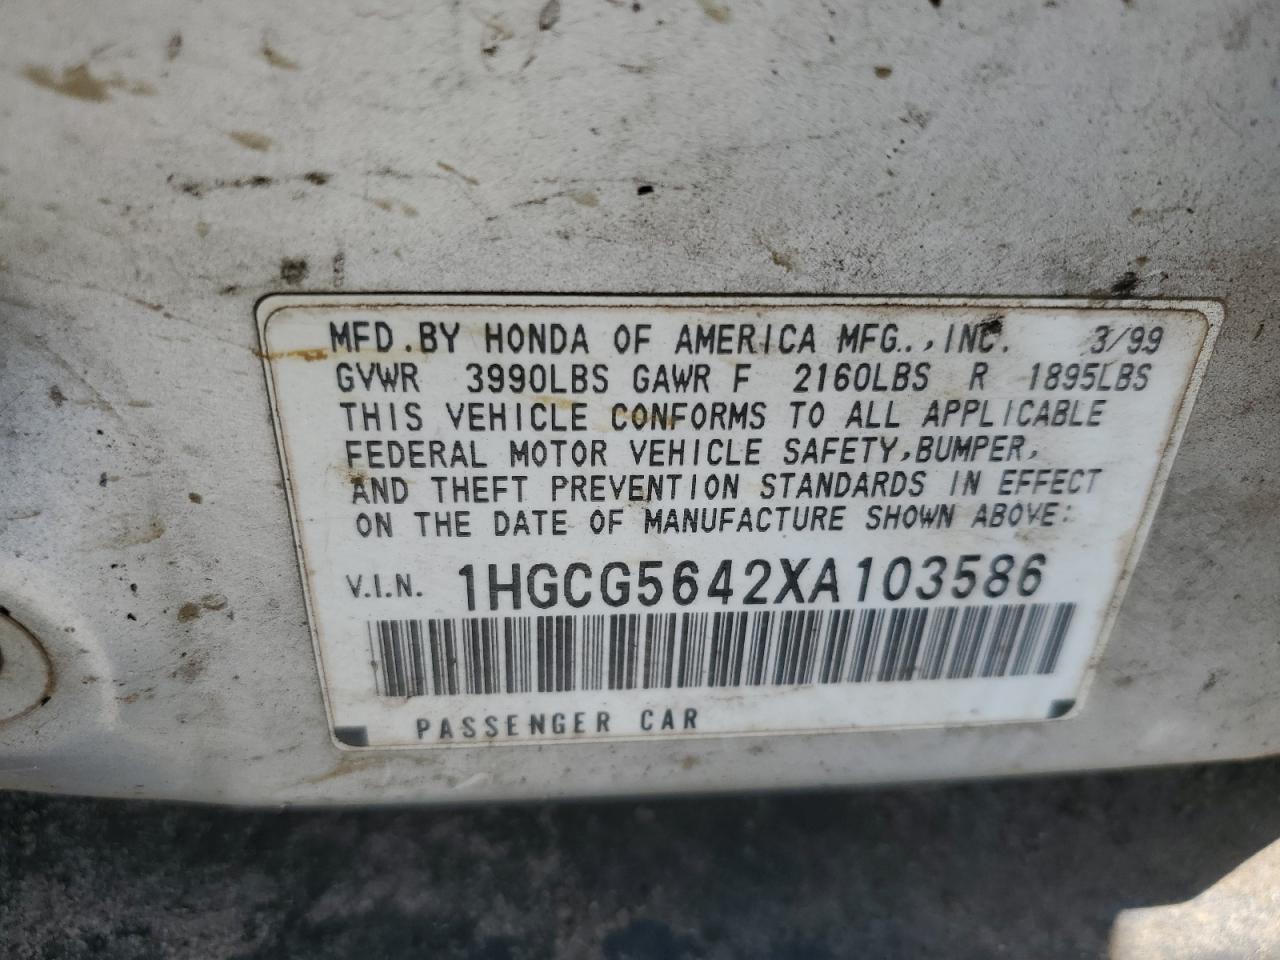 MFD.BY HONDA OF AMERICA MFG.,INC. 3/99
GVWR 3990LBS GAWR F 2160LBS R 1895LBS
THIS VEHICLE CONFORMS TO ALL APPLICABLE
FEDERAL MOTOR VEHICLE SAFETY,BUMPER,
AND THEFT PREVENTION STANDARDS IN EFFECT
ON THE DATE OF MANUFACTURE SHOWN ABOVE:
V.I.N. 1HGCG5642XA103586
PASSENGER CAR